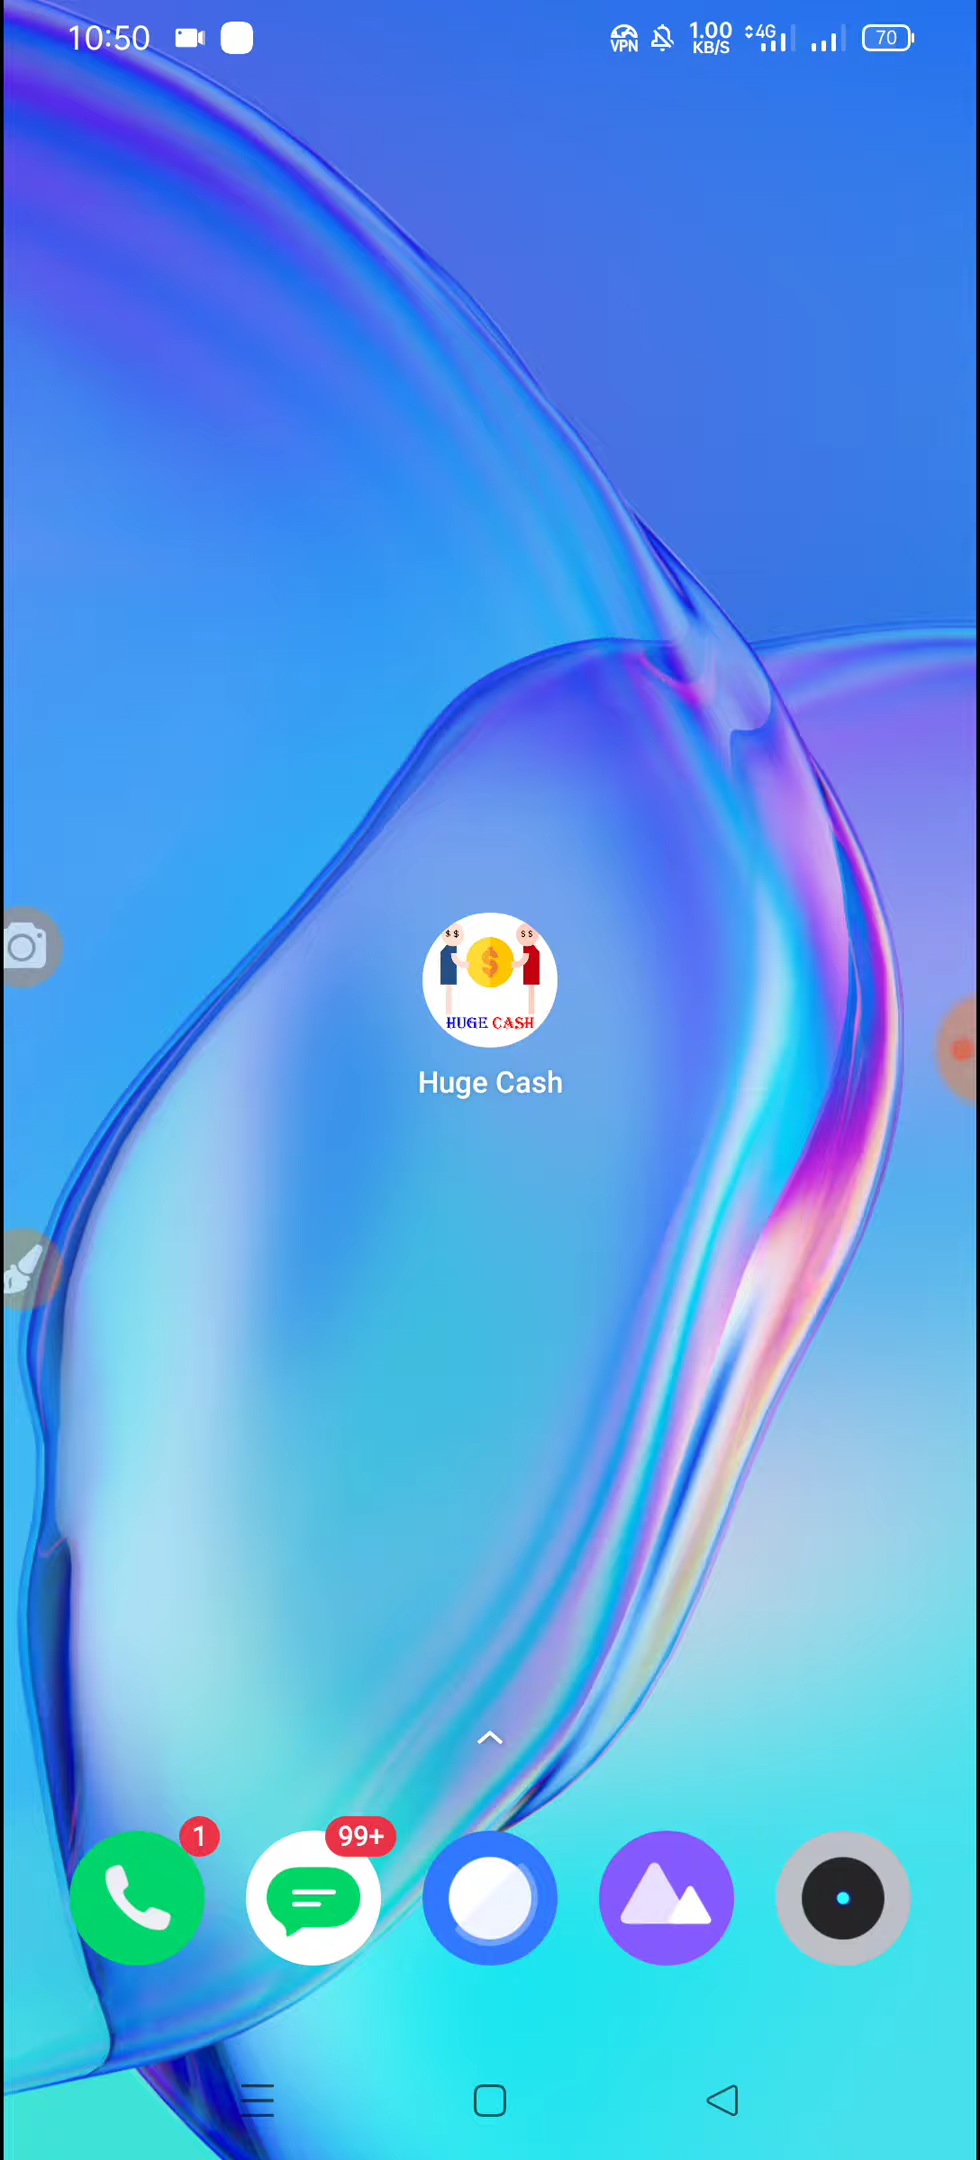 10:50
VPN 1.00 KB/S 4G 70
$ $ $ $ $
HUGE CASH
Huge Cash
1
99+